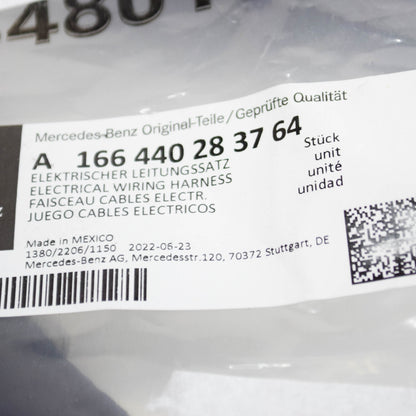 Mercedes-Benz Original-Teile/Geprüfte Qualität
A 166 440 28 37 64
Stück
unit
unité
unidad
ELEKTRISCHER LEITUNGSSATZ
ELECTRICAL WIRING HARNESS
FAISCEAU CABLES ELECTR.
JUEGO CABLES ELECTRICOS
Made in MEXICO
1380/2206/1150 2022-06-23
Mercedes-Benz AG, Mercedesstr.120, 70372 Stuttgart, DE